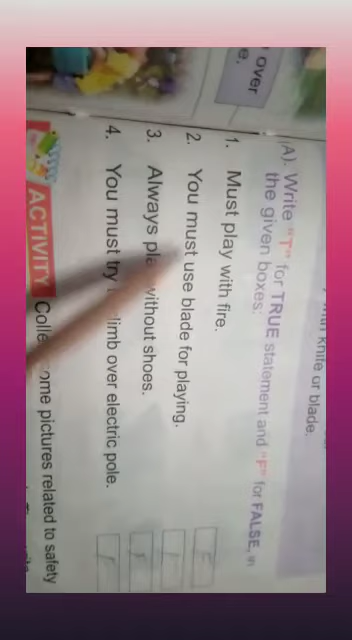 over
e.
knife or blade.
A). Write "T" for TRUE statement and "F" for FALSE, in
the given boxes:
1. Must play with fire. F
2. You must use blade for playing. F
3. Always pla without shoes. F
4. You must try limb over electric pole. F
ACTIVITY Colle ome pictures related to safety